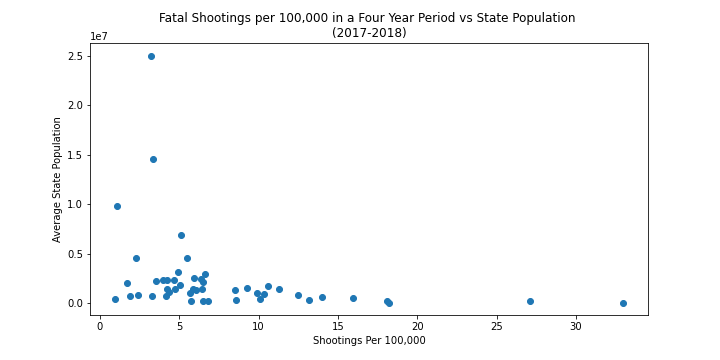 Fatal Shootings per 100,000 in a Four Year Period vs State Population
(2017-2018)
1e7
2.5
2.0
1.5
1.0
0.5
0.0
Average State Population
0 5 10 15 20 25 30
Shootings Per 100,000